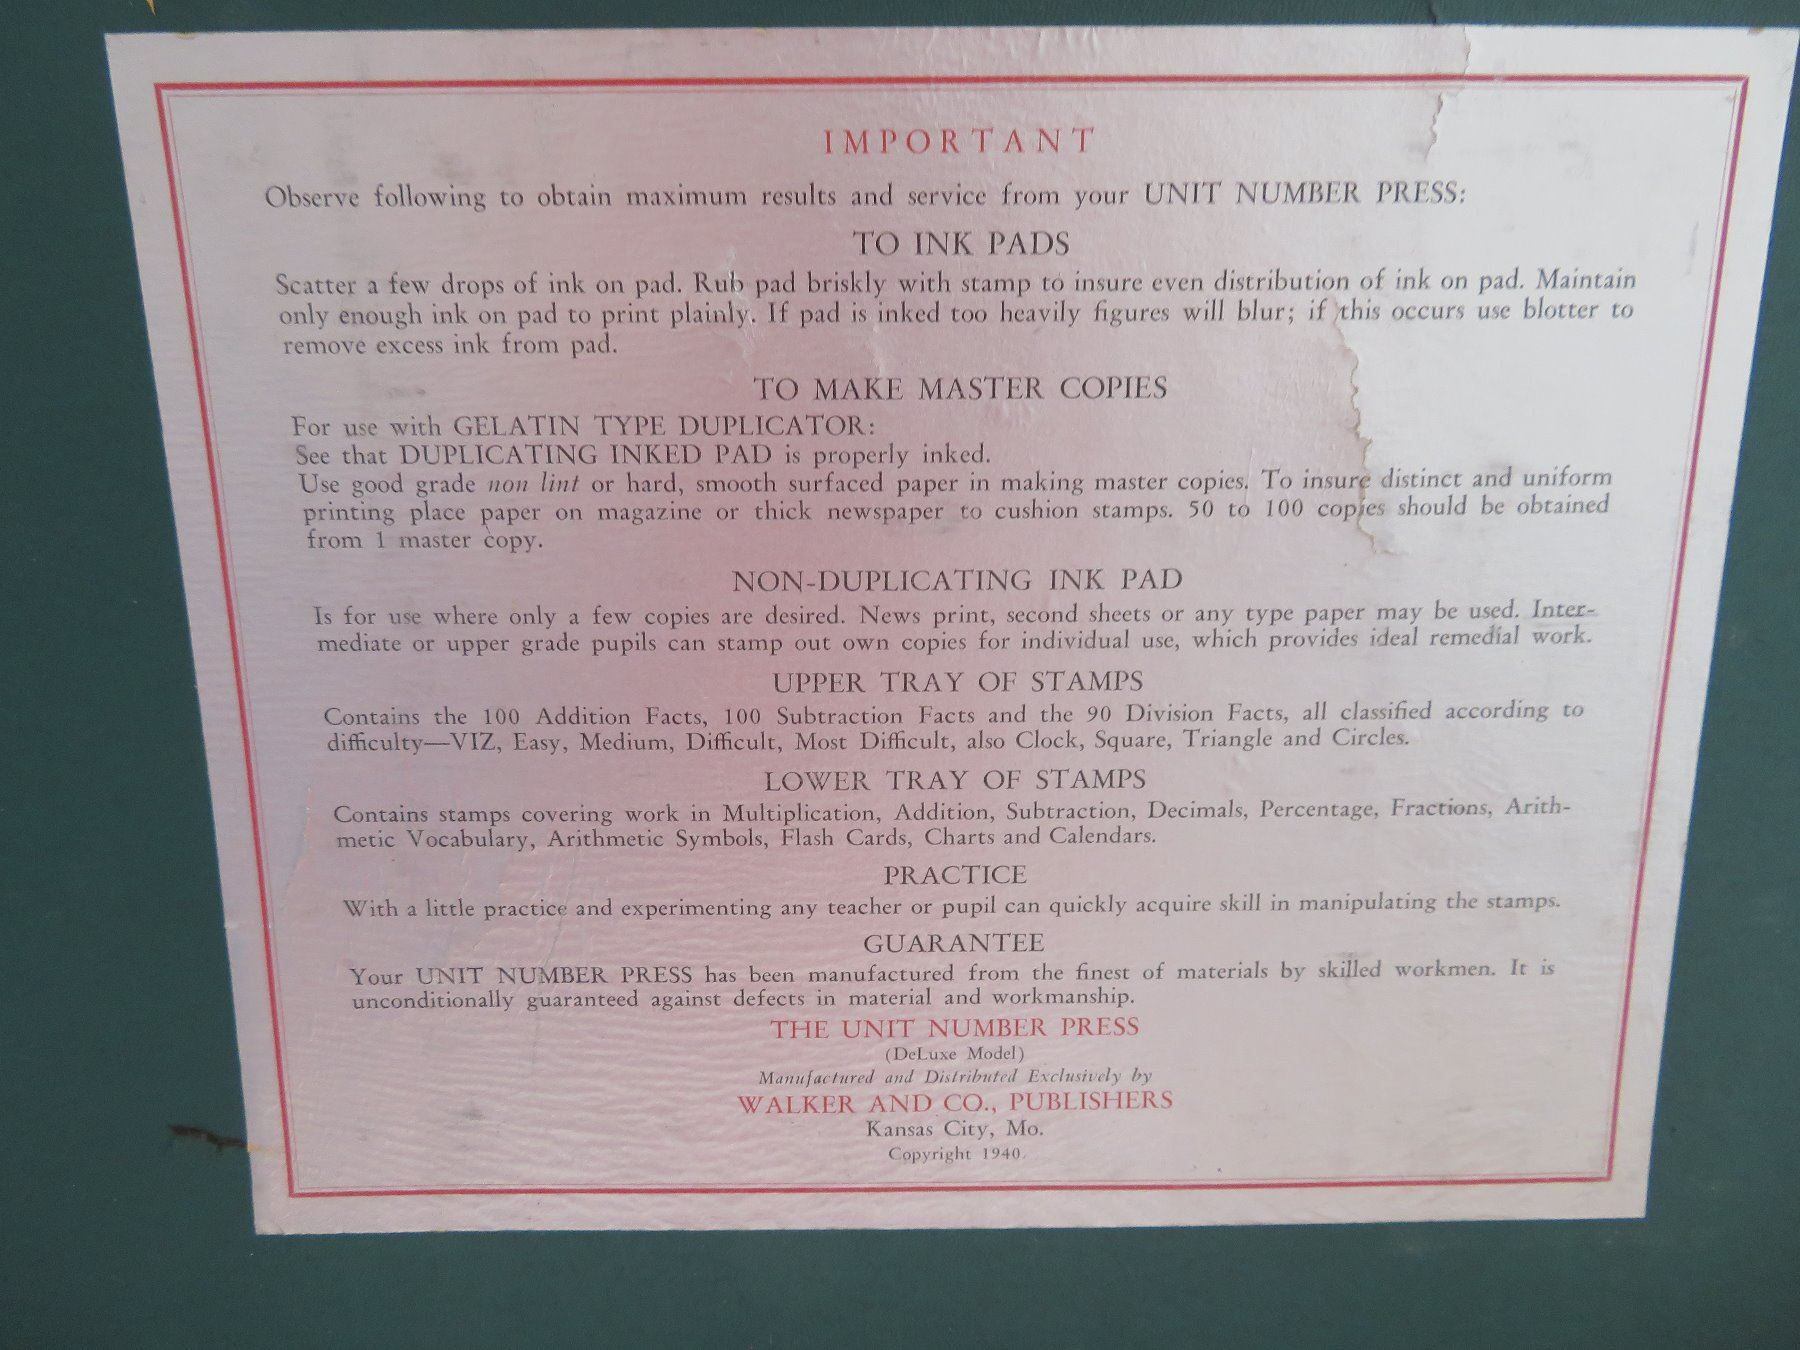 IMPORTANT
Observe following to obtain maximum results and service from your UNIT NUMBER PRESS:
TO INK PADS
Scatter a few drops of ink on pad. Rub pad briskly with stamp to insure even distribution of ink on pad. Maintain
only enough ink on pad to print plainly. If pad is inked too heavily figures will blur; if this occurs use blotter to
remove excess ink from pad.
TO MAKE MASTER COPIES
For use with GELATIN TYPE DUPLICATOR:
See that DUPLICATING INKED PAD is properly inked.
Use good grade non lint or hard, smooth surfaced paper in making master copies. To insure distinct and uniform
printing place paper on magazine or thick newspaper to cushion stamps. 50 to 100 copies should be obtained
from 1 master copy.
NON-DUPLICATING INK PAD
Is for use where only a few copies are desired. News print, second sheets or any type paper may be used. Inter-
mediate or upper grade pupils can stamp out own copies for individual use, which provides ideal remedial work.
UPPER TRAY OF STAMPS
Contains the 100 Addition Facts, 100 Subtraction Facts and the 90 Division Facts, all classified according to
difficulty—VIZ, Easy, Medium, Difficult, Most Difficult, also Clock, Square, Triangle and Circles.
LOWER TRAY OF STAMPS
Contains stamps covering work in Multiplication, Addition, Subtraction, Decimals, Percentage, Fractions, Arith-
metic Vocabulary, Arithmetic Symbols, Flash Cards, Charts and Calendars.
PRACTICE
With a little practice and experimenting any teacher or pupil can quickly acquire skill in manipulating the stamps.
GUARANTEE
Your UNIT NUMBER PRESS has been manufactured from the finest of materials by skilled workmen. It is
unconditionally guaranteed against defects in material and workmanship.
THE UNIT NUMBER PRESS
(DeLuxe Model)
Manufactured and Distributed Exclusively by
WALKER AND CO., PUBLISHERS
Kansas City, Mo.
Copyright 1940.